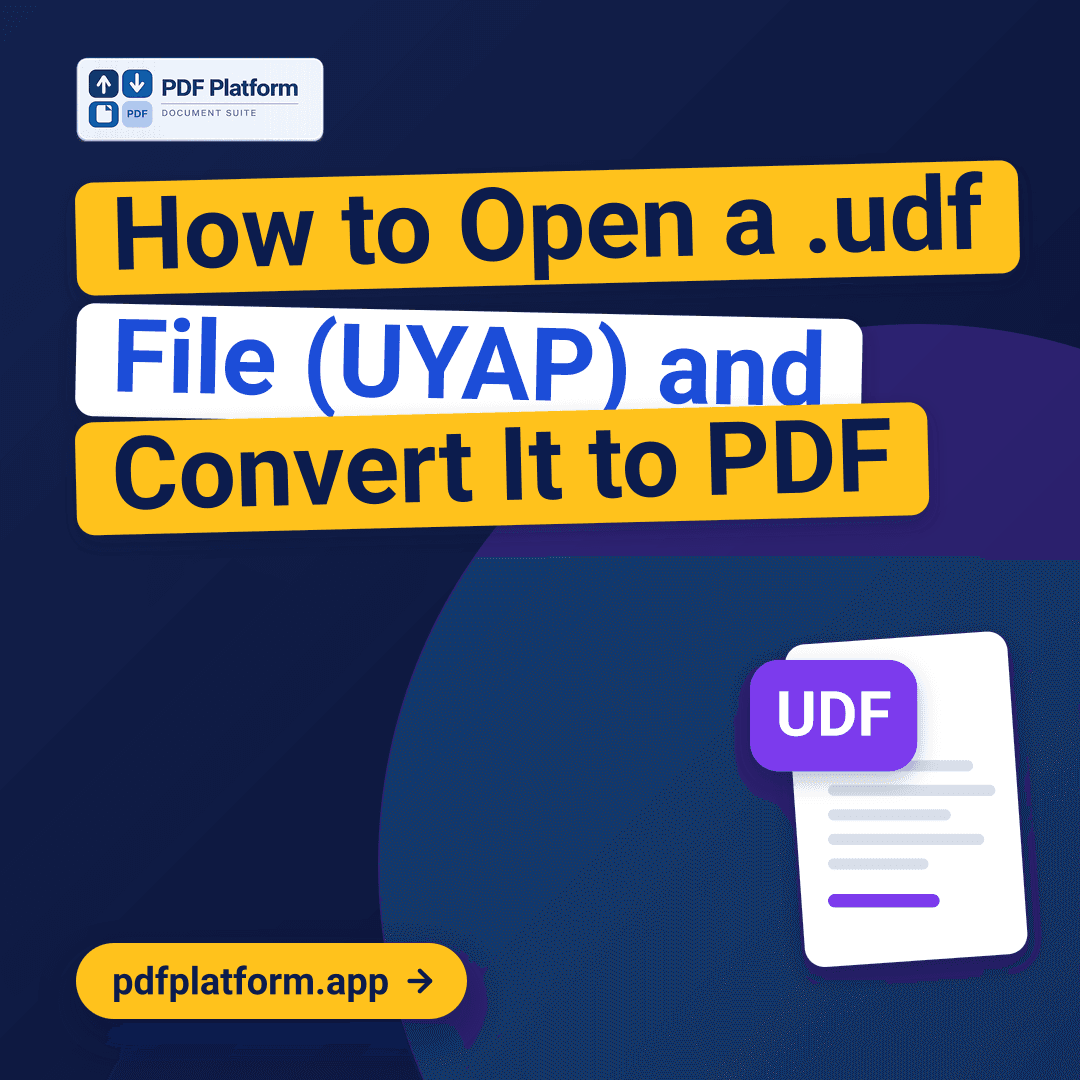 PDF Platform
DOCUMENT SUITE
PDF
How to Open a .udf
File (UYAP) and
Convert It to PDF
UDF
pdfplatform.app →